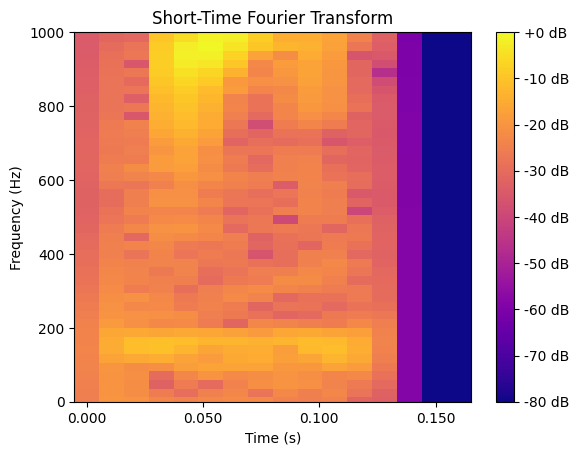 Short-Time Fourier Transform
Frequency (Hz)
1000
800
600
400
200
0
0.000
0.050
0.100
0.150
Time (s)
+0 dB
-10 dB
-20 dB
-30 dB
-40 dB
-50 dB
-60 dB
-70 dB
-80 dB